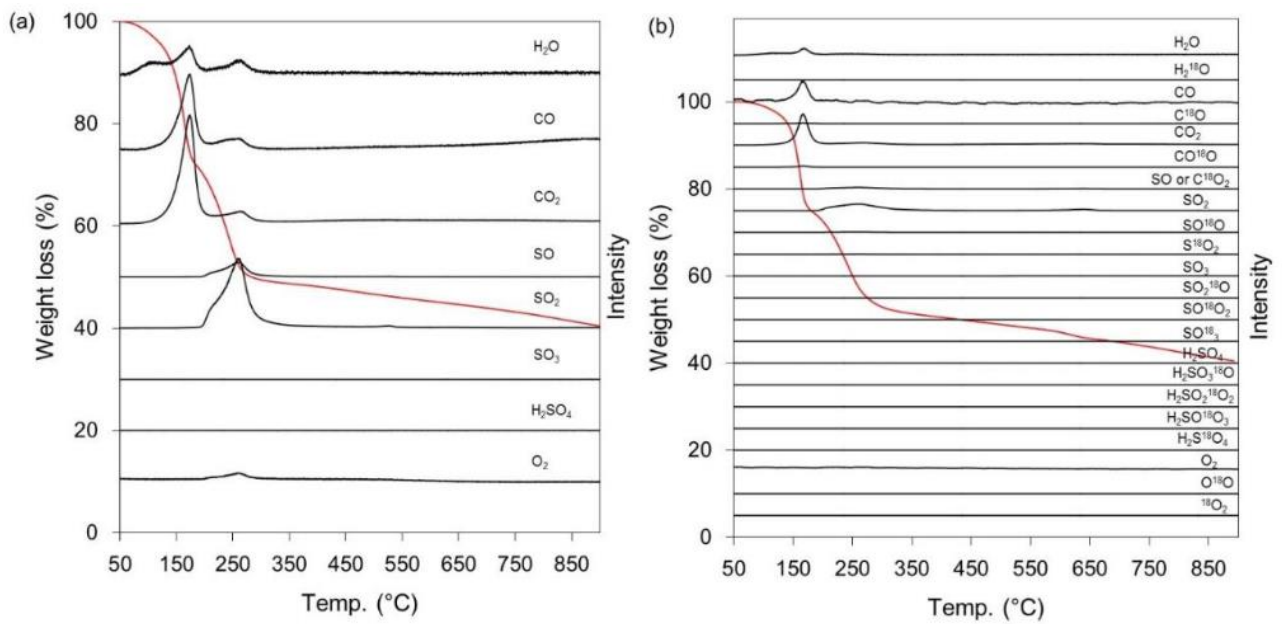 (a)
100
80
60
40
20
0
Weight loss (%)
H₂O
CO
CO₂
SO
SO₂
SO₃
H₂SO₄
O₂
Intensity
50 150 250 350 450 550 650 750 850
Temp. (°C)
(b)
100
80
60
40
20
0
Weight loss (%)
H₂O
H₂¹⁸O
CO
C¹⁸O
CO₂
CO¹⁸O
SO or C¹⁸O₂
SO₂
SO¹⁸O
S¹⁸O₂
SO₃
SO₂¹⁸O
SO¹⁸O₂
SO¹⁸₃
H₂SO₄
H₂SO₃¹⁸O
H₂SO₂¹⁸O₂
H₂SO¹⁸O₃
H₂S¹⁸O₄
O₂
O¹⁸O
¹⁸O₂
Intensity
50 150 250 350 450 550 650 750 850
Temp. (°C)